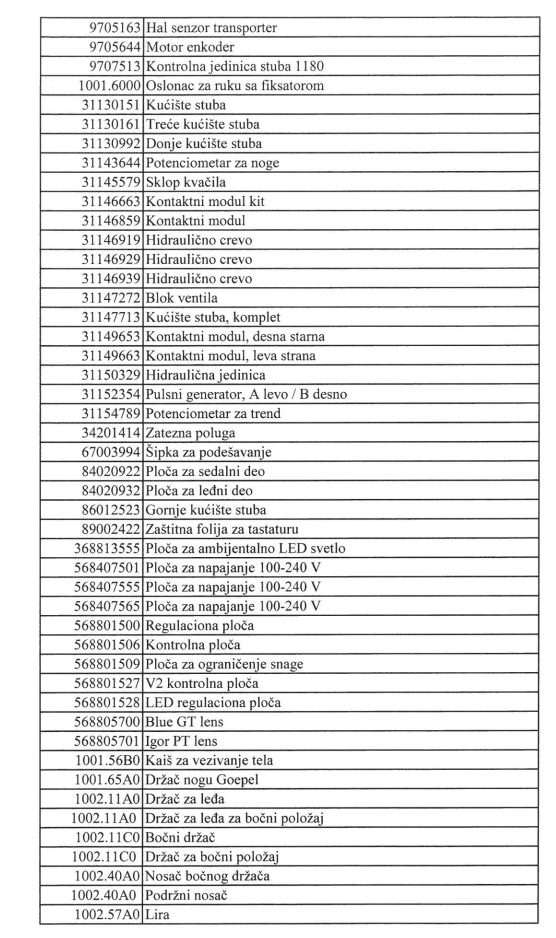 9705163 Hal senzor transporter
9705644 Motor enkoder
9707513 Kontrolna jedinica stuba 1180
1001.6000 Oslonac za ruku sa fiksatorom
31130151 Kućište stuba
31130161 Treće kućište stuba
31130992 Donje kućište stuba
31143644 Potenciometar za noge
31145579 Sklop kvačila
31146663 Kontaktni modul kit
31146859 Kontaktni modul
31146919 Hidraulično crevo
31146929 Hidraulično crevo
31146939 Hidraulično crevo
31147272 Blok ventila
31147713 Kućište stuba, komplet
31149653 Kontaktni modul, desna starna
31149663 Kontaktni modul, leva strana
31150329 Hidraulična jedinica
31152354 Pulsni generator, A levo / B desno
31154789 Potenciometar za trend
34201414 Zatezna poluga
67003994 Šipka za podešavanje
84020922 Ploča za sedalni deo
84020932 Ploča za leđni deo
86012523 Gornje kućište stuba
89002422 Zaštitna folija za tastaturu
368813555 Ploča za ambijentalno LED svetlo
568407501 Ploča za napajanje 100-240 V
568407555 Ploča za napajanje 100-240 V
568407565 Ploča za napajanje 100-240 V
568801500 Regulaciona ploča
568801506 Kontrolna ploča
568801509 Ploča za ograničenje snage
568801527 V2 kontrolna ploča
568801528 LED regulaciona ploča
568805700 Blue GT lens
568805701 Igor PT lens
1001.56B0 Kaiš za vezivanje tela
1001.65A0 Držač nogu Goepel
1002.11A0 Držač za leđa
1002.11A0 Držač za leđa za bočni položaj
1002.11C0 Bočni držač
1002.11C0 Držač za bočni položaj
1002.40A0 Nosač bočnog držača
1002.40A0 Podržni nosač
1002.57A0 Lira